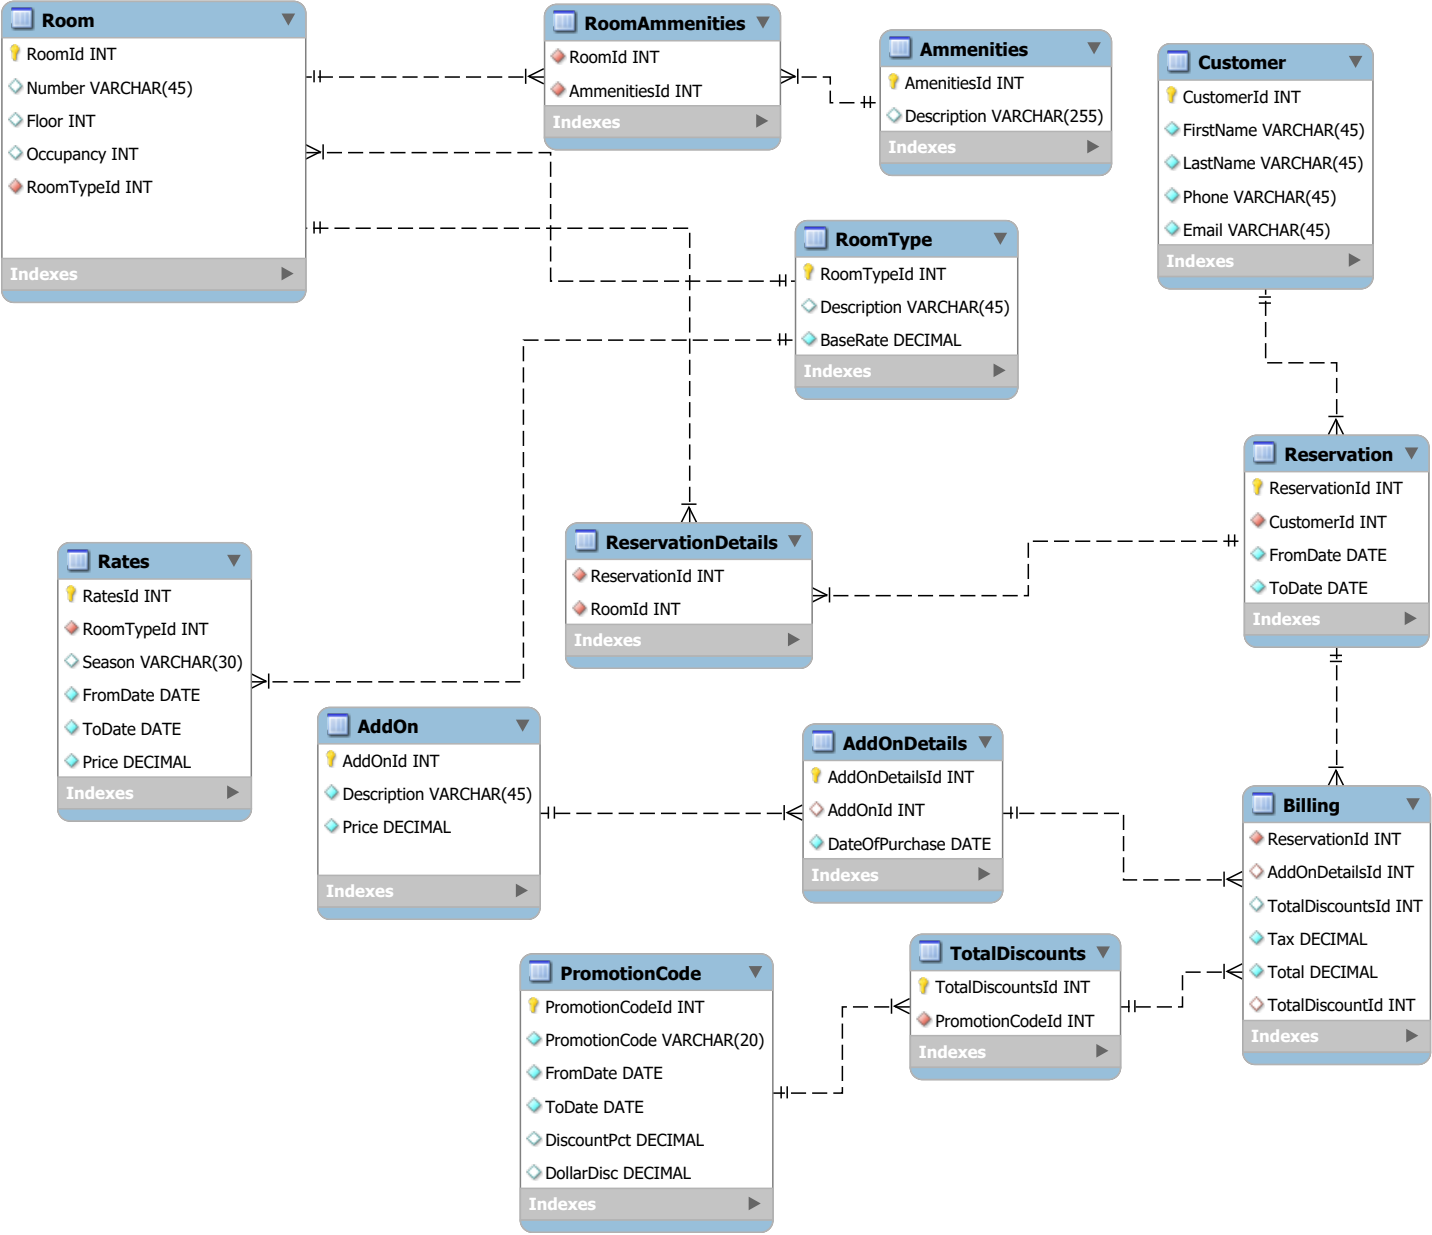 Room
RoomId INT
Number VARCHAR(45)
Floor INT
Occupancy INT
RoomTypeId INT
Indexes
RoomAmmenities
RoomId INT
AmmenitiesId INT
Indexes
Ammenities
AmenitiesId INT
Description VARCHAR(255)
Indexes
Customer
CustomerId INT
FirstName VARCHAR(45)
LastName VARCHAR(45)
Phone VARCHAR(45)
Email VARCHAR(45)
Indexes
RoomType
RoomTypeId INT
Description VARCHAR(45)
BaseRate DECIMAL
Indexes
Reservation
ReservationId INT
CustomerId INT
FromDate DATE
ToDate DATE
Indexes
ReservationDetails
ReservationId INT
RoomId INT
Indexes
Rates
RatesId INT
RoomTypeId INT
Season VARCHAR(30)
FromDate DATE
ToDate DATE
Price DECIMAL
Indexes
AddOn
AddOnId INT
Description VARCHAR(45)
Price DECIMAL
Indexes
AddOnDetails
AddOnDetailsId INT
AddOnId INT
DateOfPurchase DATE
Indexes
Billing
ReservationId INT
AddOnDetailsId INT
TotalDiscountsId INT
Tax DECIMAL
Total DECIMAL
TotalDiscountId INT
Indexes
TotalDiscounts
TotalDiscountsId INT
PromotionCodeId INT
Indexes
PromotionCode
PromotionCodeId INT
PromotionCode VARCHAR(20)
FromDate DATE
ToDate DATE
DiscountPct DECIMAL
DollarDisc DECIMAL
Indexes